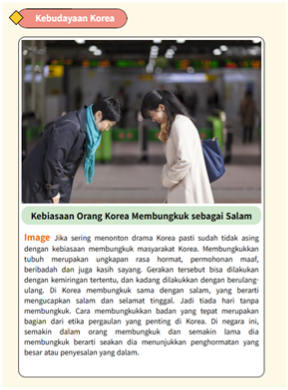 Kebudayaan Korea
Kebiasaan Orang Korea Membungkuk sebagai Salam
Image Jika sering menonton drama Korea pasti sudah tidak asing
dengan kebiasaan membungkuk masyarakat Korea. Membungkukkan
tubuh merupakan ungkapan rasa hormat, permohonan maaf,
beribadah dan juga kasih sayang. Gerakan tersebut bisa dilakukan
dengan kemiringan tertentu, dan kadang dilakukan dengan berulang-
ulang. Di Korea membungkuk sama dengan salam, yang berarti
mengucapkan salam dan selamat tinggal. Jadi tiada hari tanpa
membungkuk. Cara membungkukkan badan yang tepat merupakan
bagian dari etika pergaulan yang penting di Korea. Di negara ini,
semakin dalam orang membungkuk dan semakin lama dia
membungkuk berarti seakan dia menunjukkan penghormatan yang
besar atau penyesalan yang dalam.